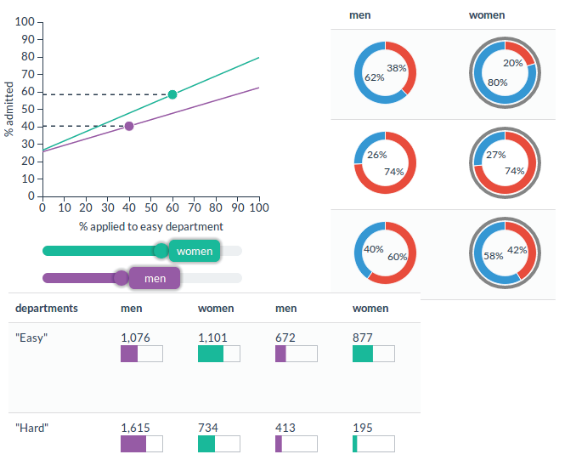 men women
100
90
80
70
60
50
40
30
20
10
0
% admitted
0 10 20 30 40 50 60 70 80 90 100
% applied to easy department
women
men
38%
62%
20%
80%
26%
74%
27%
74%
40%
60%
58%
42%
departments men women men women
"Easy" 1,076 1,101 672 877
"Hard" 1,615 734 413 195